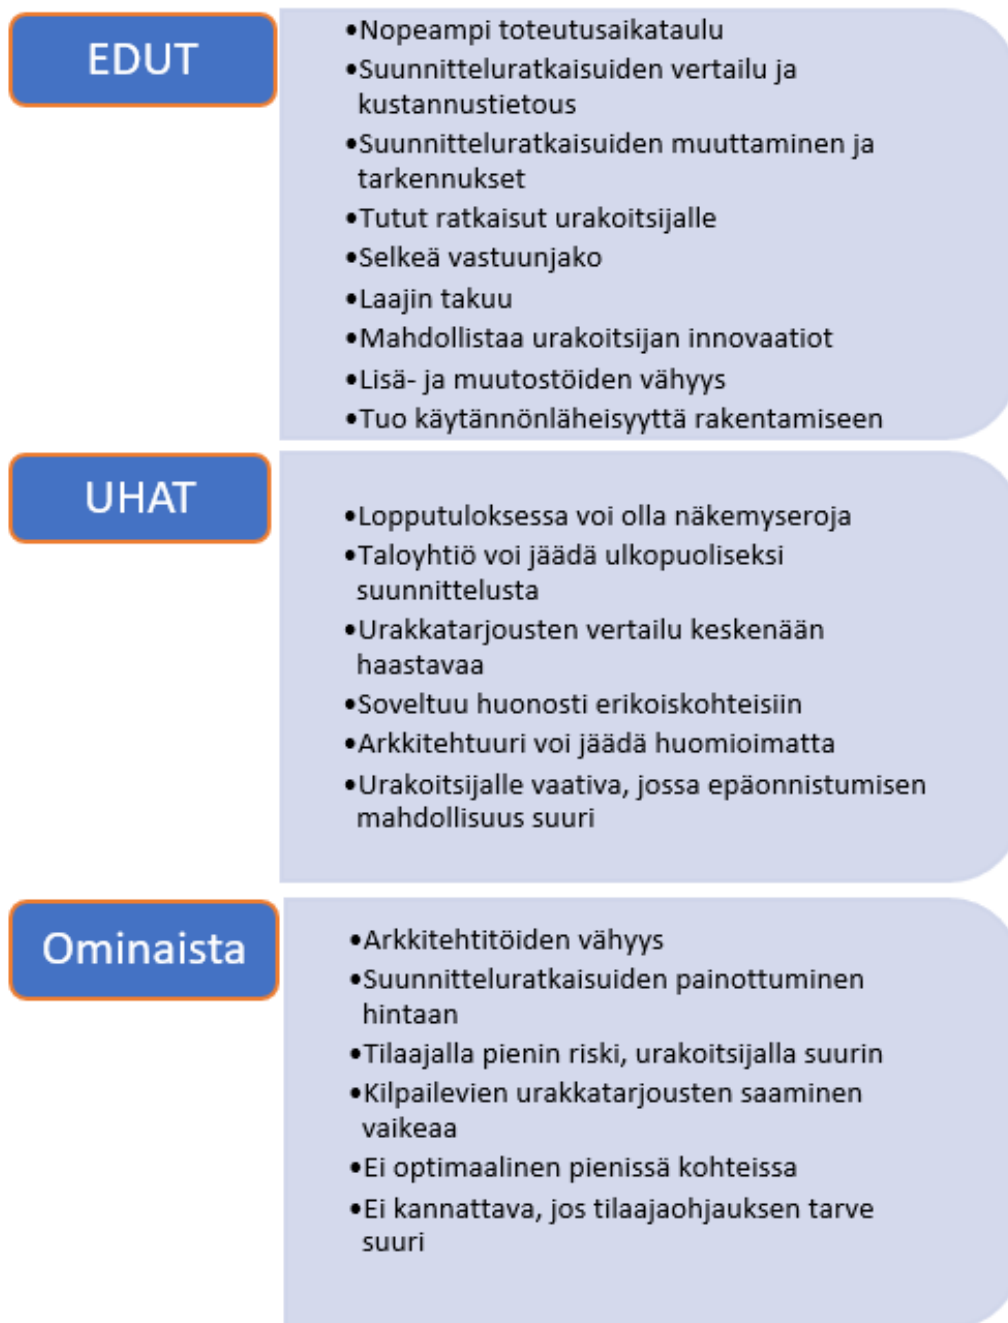 EDUT
•Nopeampi toteutusaikataulu
•Suunnitteluratkaisuiden vertailu ja
kustannustietous
•Suunnitteluratkaisuiden muuttaminen ja
tarkennukset
•Tutut ratkaisut urakoitsijalle
•Selkeä vastuunjako
•Laajin takuu
•Mahdollistaa urakoitsijan innovaatiot
•Lisä- ja muutostöiden vähyys
•Tuo käytännönläheisyyttä rakentamiseen
UHAT
•Lopputuloksessa voi olla näkemyseroja
•Taloyhtiö voi jäädä ulkopuoliseksi
suunnittelusta
•Urakkatarjousten vertailu keskenään
haastavaa
•Soveltuu huonosti erikoiskohteisiin
•Arkkitehtuuri voi jäädä huomioimatta
•Urakoitsijalle vaativa, jossa epäonnistumisen
mahdollisuus suuri
Ominaista
•Arkkitehtitöiden vähyys
•Suunnitteluratkaisuiden painottuminen
hintaan
•Tilaajalla pienin riski, urakoitsijalla suurin
•Kilpailevien urakkatarjousten saaminen
vaikeaa
•Ei optimaalinen pienissä kohteissa
•Ei kannattava, jos tilaajaohjauksen tarve
suuri